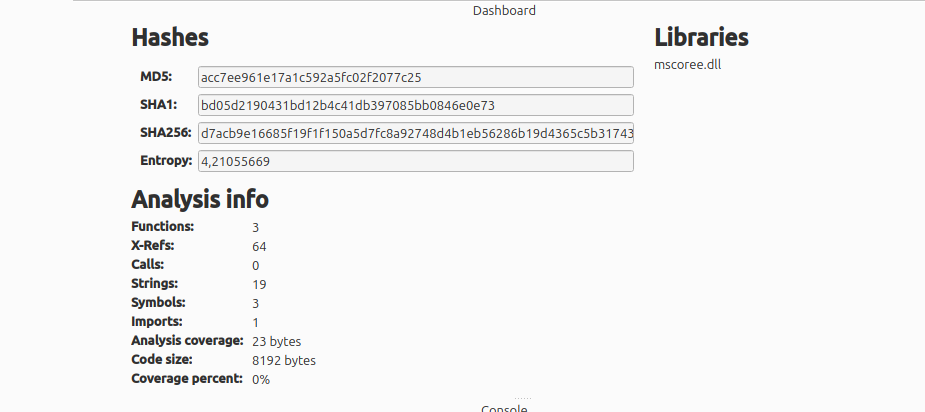 Dashboard
Hashes
Libraries
mscoree.dll
MD5: acc7ee961e17a1c592a5fc02f2077c25
SHA1: bd05d2190431bd12b4c41db397085bb0846e0e73
SHA256: d7acb9e16685f19f1f150a5d7fc8a92748d4b1eb56286b19d4365c5b31743
Entropy: 4,21055669
Analysis info
Functions: 3
X-Refs: 64
Calls: 0
Strings: 19
Symbols: 3
Imports: 1
Analysis coverage: 23 bytes
Code size: 8192 bytes
Coverage percent: 0%
Console